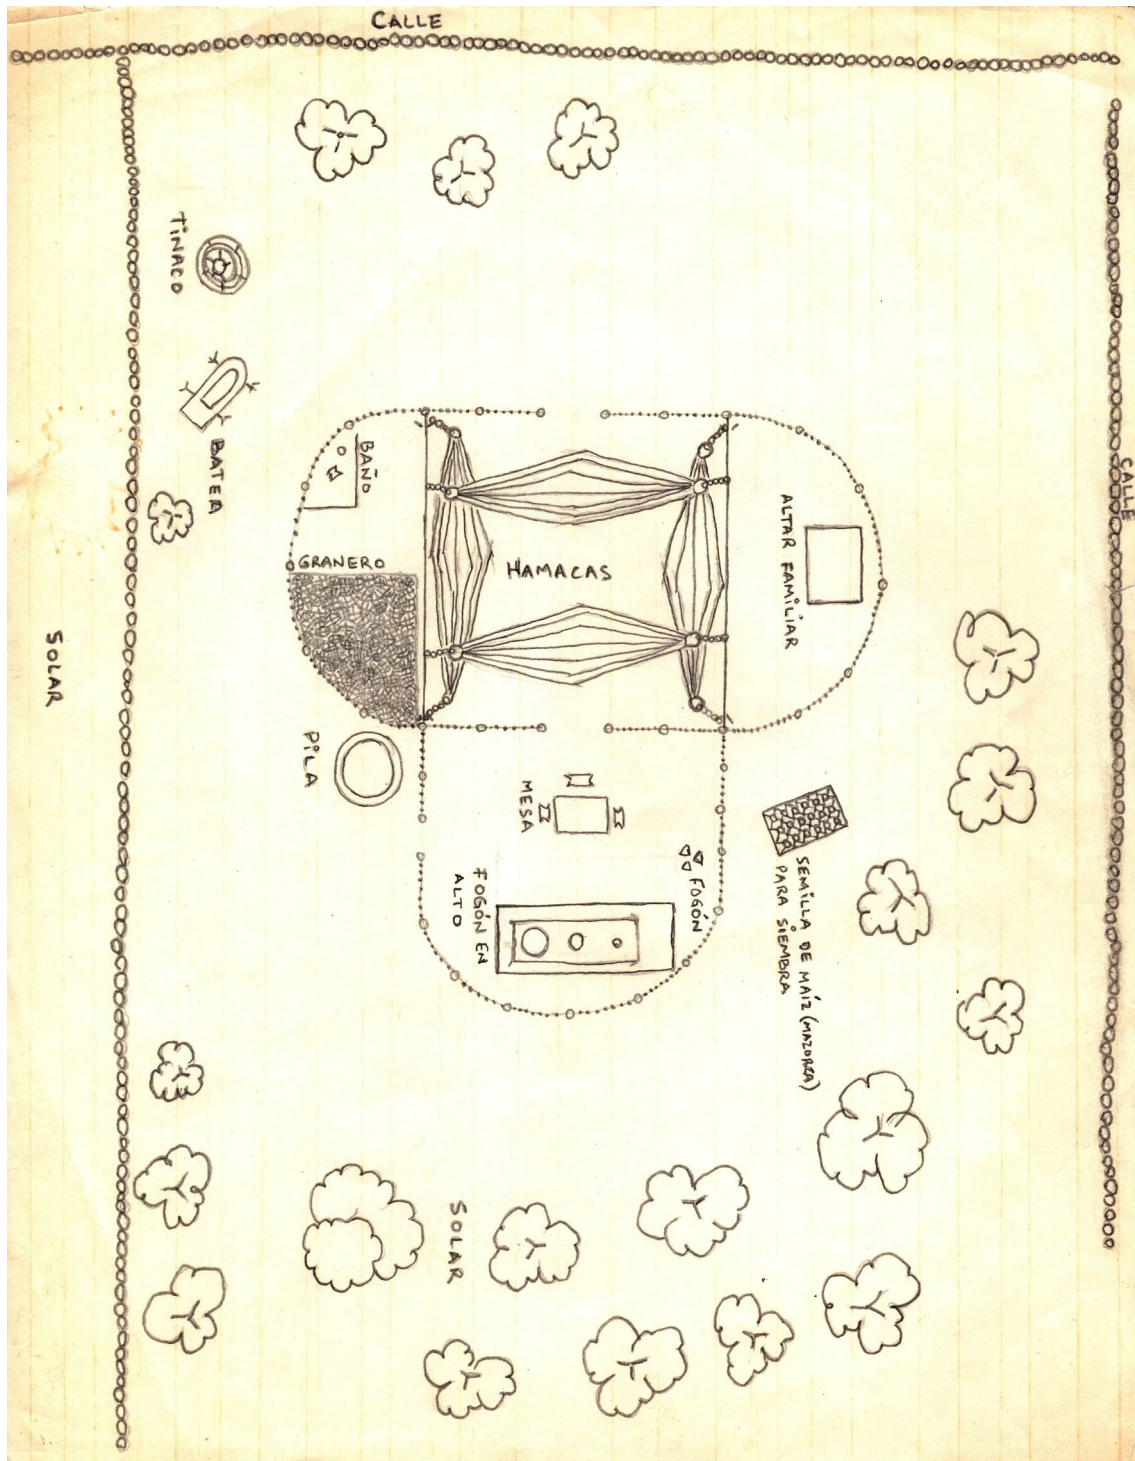 CALLE
TINACO
BATEA
BAÑO
GRANERO
HAMACAS
ALTAR FAMILIAR
CALLE
SOLAR
PILA
MESA
FOGÓN
FOGÓN EN
ALTO
SEMILLA DE MAÍZ (MAZORCA)
PARA SIEMBRA
SOLAR